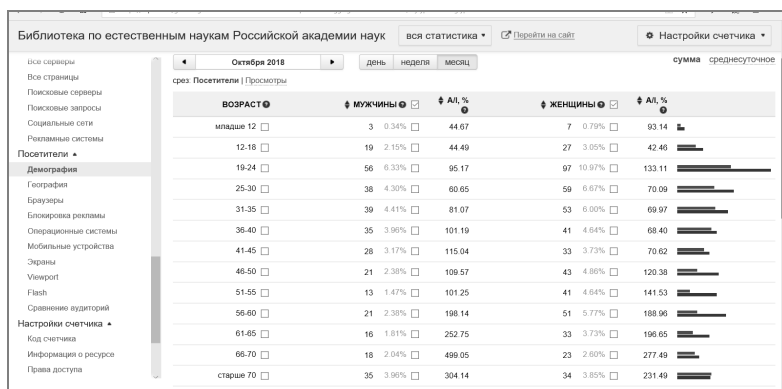 Библиотека по естественным наукам Российской академии наук вся статистика Перейти на сайт Настройки счетчика
Все серверы
Все страницы
Поисковые серверы
Поисковые запросы
Социальные сети
Рекламные системы
Посетители
Демография
География
Браузеры
Блокировка рекламы
Операционные системы
Мобильные устройства
Экраны
Viewport
Flash
Сравнение аудиторий
Настройки счетчика
Код счетчика
Информация о ресурсе
Права доступа
Октября 2018 день неделя месяц сумма среднесуточное
срез: Посетители | Просмотры
ВОЗРАСТ МУЖЧИНЫ A/I, % ЖЕНЩИНЫ A/I, %
младше 12 3 0.34% 44.67 7 0.79% 93.14
12-18 19 2.15% 44.49 27 3.05% 42.46
19-24 56 6.33% 95.17 97 10.97% 133.11
25-30 38 4.30% 60.65 59 6.67% 70.09
31-35 39 4.41% 81.07 53 6.00% 69.97
36-40 35 3.96% 101.19 41 4.64% 68.40
41-45 28 3.17% 115.04 33 3.73% 70.62
46-50 21 2.38% 109.57 43 4.86% 120.38
51-55 13 1.47% 101.25 41 4.64% 141.53
56-60 21 2.38% 198.14 51 5.77% 188.96
61-65 16 1.81% 252.75 33 3.73% 196.65
66-70 18 2.04% 499.05 23 2.60% 277.49
старше 70 35 3.96% 304.14 34 3.85% 231.49